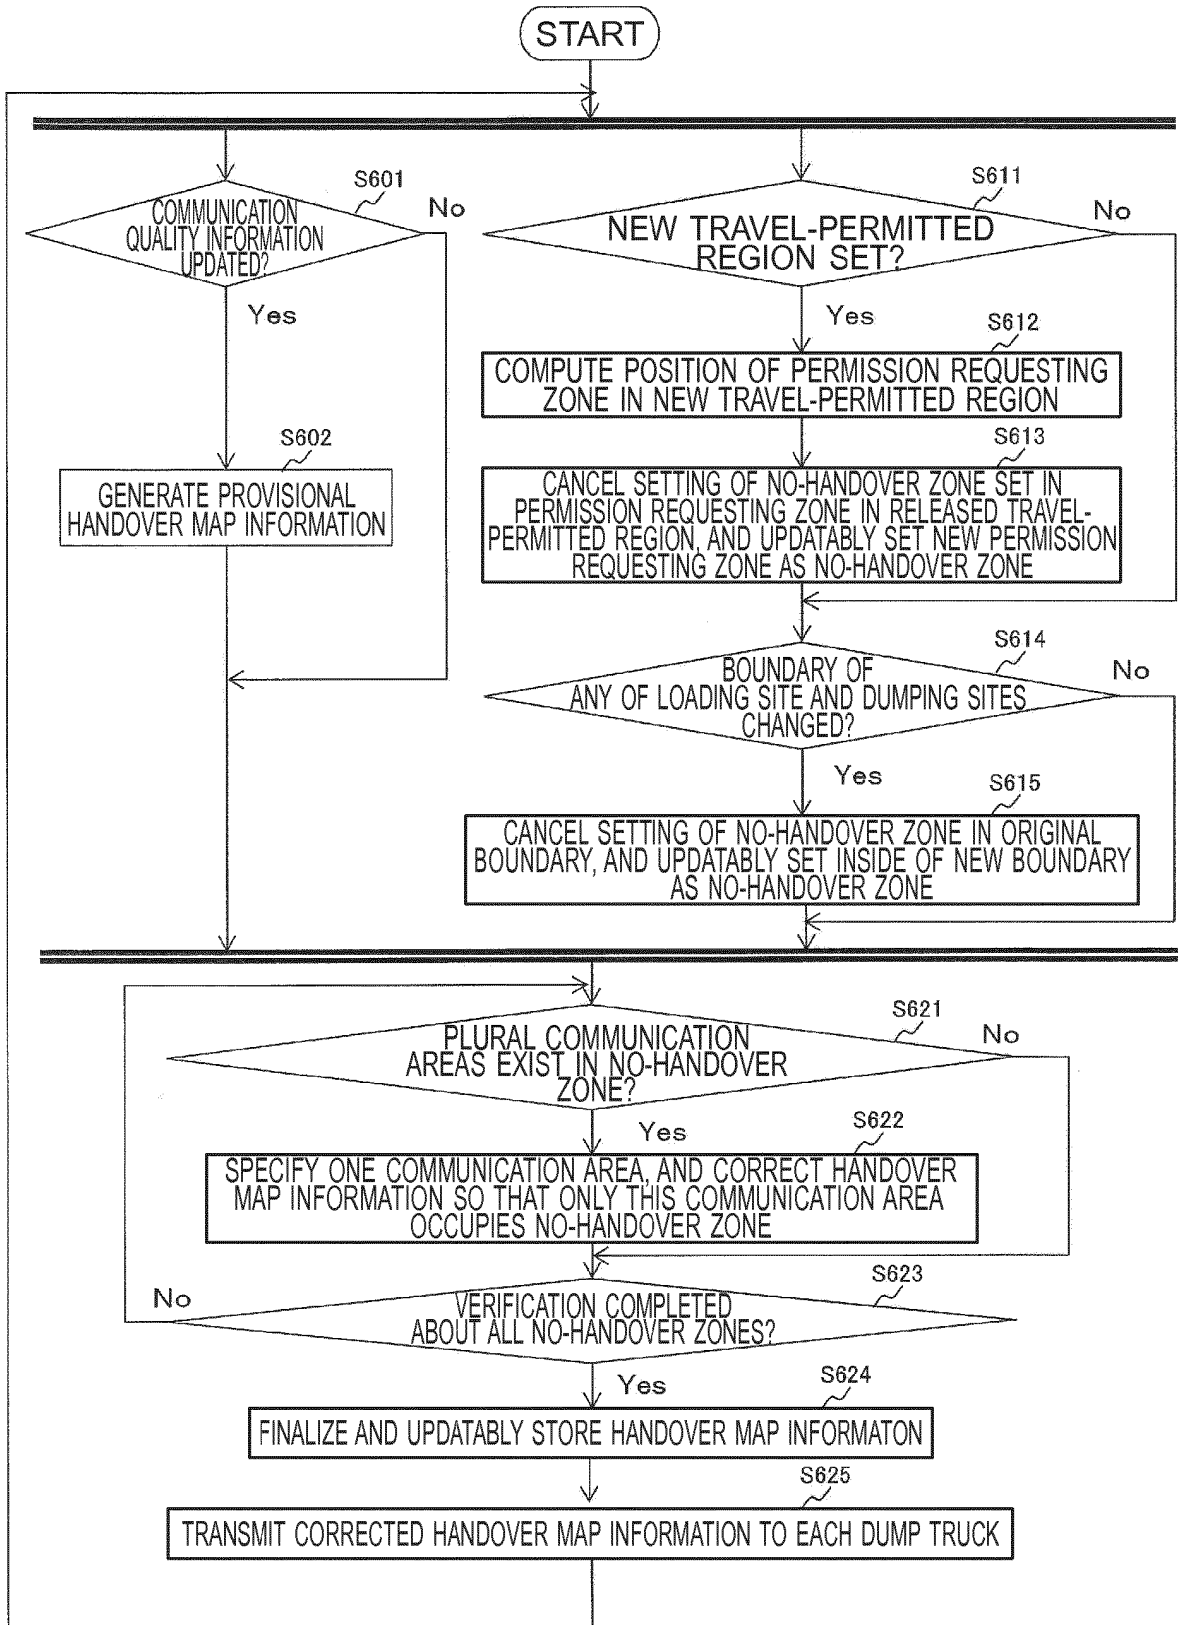 START
S601
COMMUNICATION
QUALITY INFORMATION
UPDATED?
No
Yes
S602
GENERATE PROVISIONAL
HANDOVER MAP INFORMATION
S611
NEW TRAVEL-PERMITTED
REGION SET?
No
Yes
S612
COMPUTE POSITION OF PERMISSION REQUESTING
ZONE IN NEW TRAVEL-PERMITTED REGION
S613
CANCEL SETTING OF NO-HANDOVER ZONE SET IN
PERMISSION REQUESTING ZONE IN RELEASED TRAVEL-
PERMITTED REGION, AND UPDATABLY SET NEW PERMISSION
REQUESTING ZONE AS NO-HANDOVER ZONE
S614
BOUNDARY OF
ANY OF LOADING SITE AND DUMPING SITES
CHANGED?
No
Yes
S615
CANCEL SETTING OF NO-HANDOVER ZONE IN ORIGINAL
BOUNDARY, AND UPDATABLY SET INSIDE OF NEW BOUNDARY
AS NO-HANDOVER ZONE
S621
PLURAL COMMUNICATION
AREAS EXIST IN NO-HANDOVER
ZONE?
No
Yes
S622
SPECIFY ONE COMMUNICATION AREA, AND CORRECT HANDOVER
MAP INFORMATION SO THAT ONLY THIS COMMUNICATION AREA
OCCUPIES NO-HANDOVER ZONE
S623
VERIFICATION COMPLETED
ABOUT ALL NO-HANDOVER ZONES?
No
Yes
S624
FINALIZE AND UPDATABLY STORE HANDOVER MAP INFORMATON
S625
TRANSMIT CORRECTED HANDOVER MAP INFORMATION TO EACH DUMP TRUCK